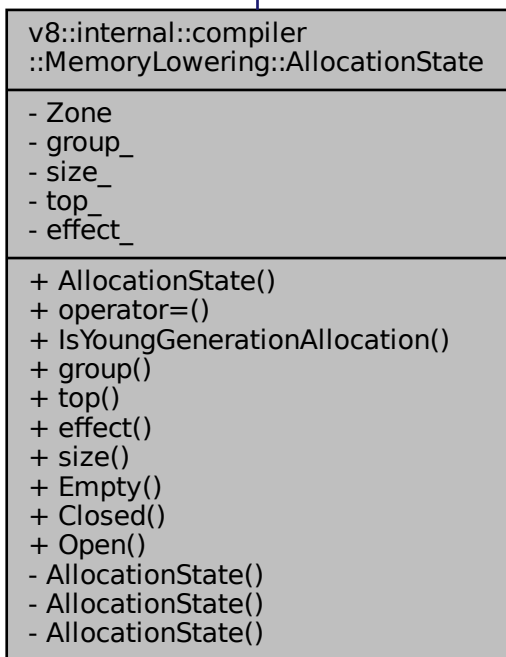 v8::internal::compiler
::MemoryLowering::AllocationState
- Zone
- group_
- size_
- top_
- effect_
+ AllocationState()
+ operator=()
+ IsYoungGenerationAllocation()
+ group()
+ top()
+ effect()
+ size()
+ Empty()
+ Closed()
+ Open()
- AllocationState()
- AllocationState()
- AllocationState()